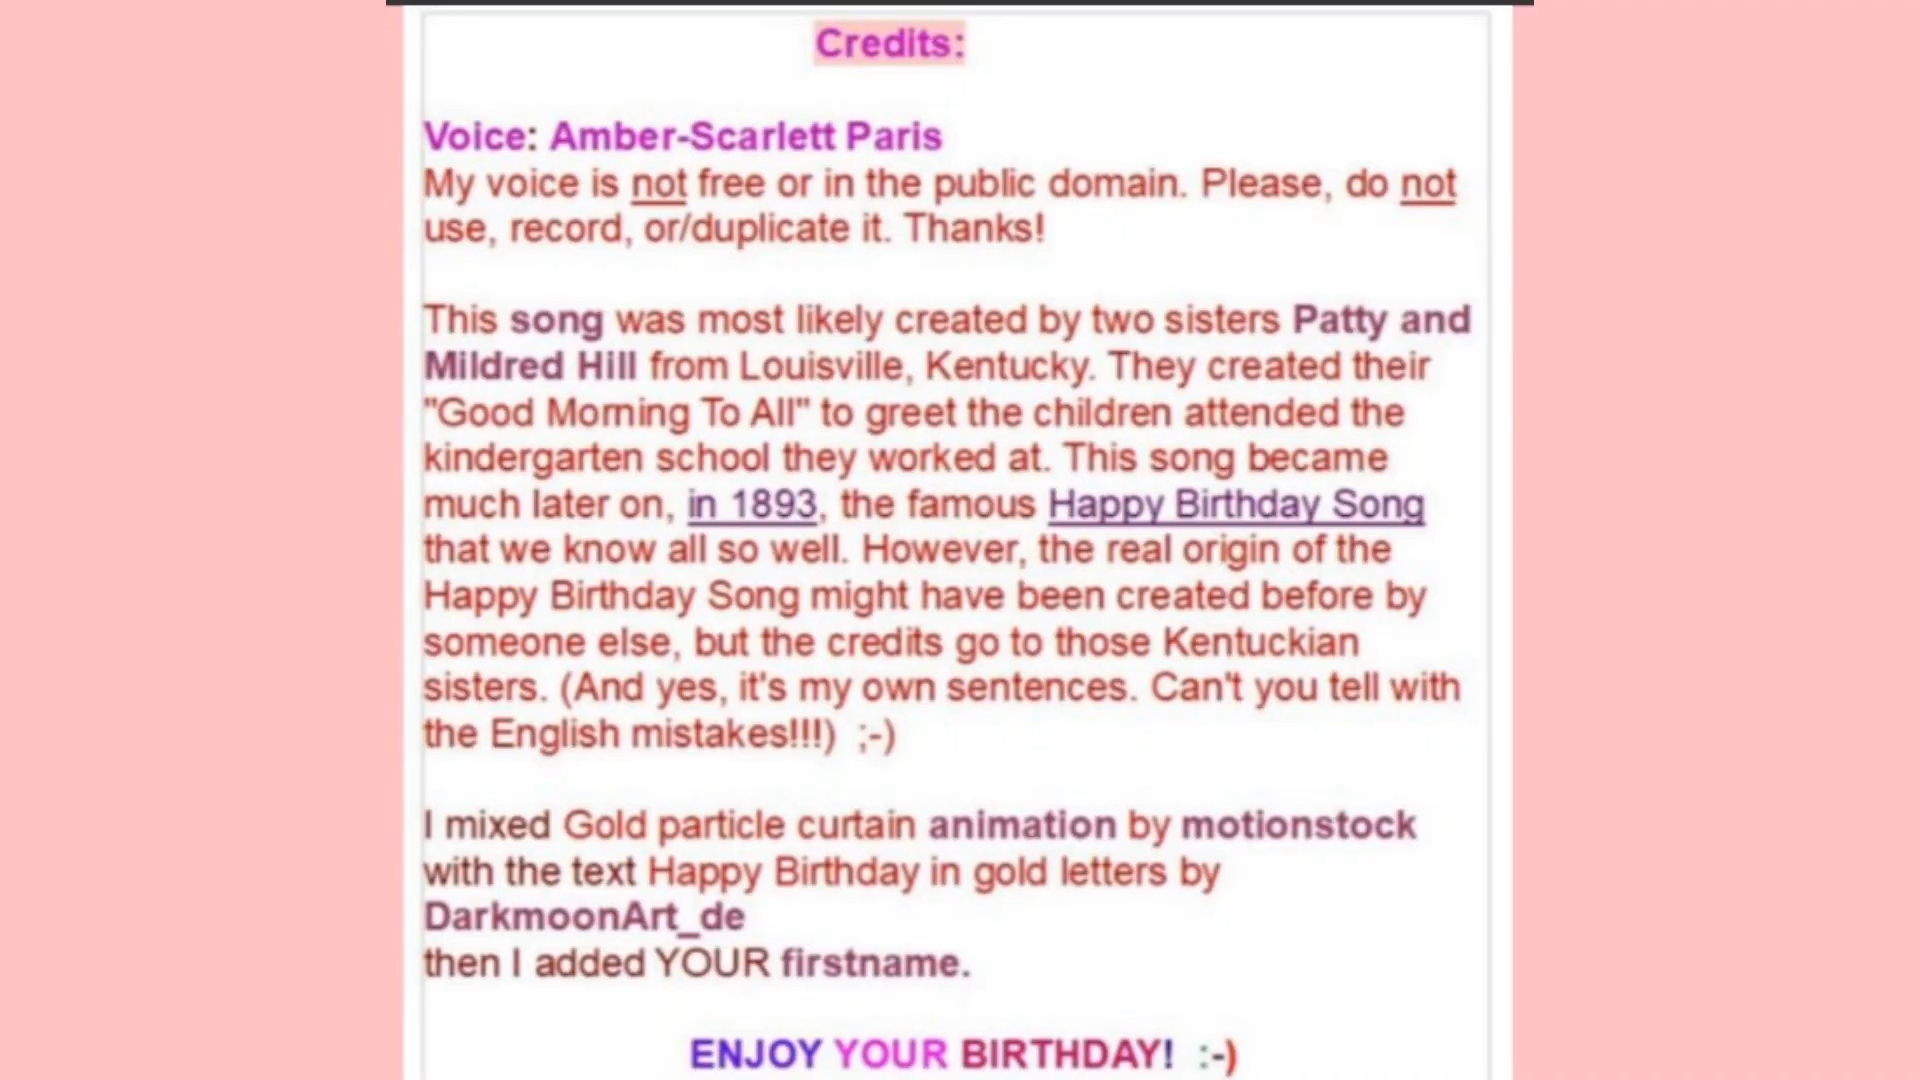 Credits:
Voice: Amber-Scarlett Paris
My voice is not free or in the public domain. Please, do not
use, record, or/duplicate it. Thanks!
This song was most likely created by two sisters Patty and
Mildred Hill from Louisville, Kentucky. They created their
"Good Morning To All" to greet the children attended the
kindergarten school they worked at. This song became
much later on, in 1893, the famous Happy Birthday Song
that we know all so well. However, the real origin of the
Happy Birthday Song might have been created before by
someone else, but the credits go to those Kentuckian
sisters. (And yes, it's my own sentences. Can't you tell with
the English mistakes!!!) ;-)
I mixed Gold particle curtain animation by motionstock
with the text Happy Birthday in gold letters by
DarkmoonArt_de
then I added YOUR firstname.
ENJOY YOUR BIRTHDAY! :-)